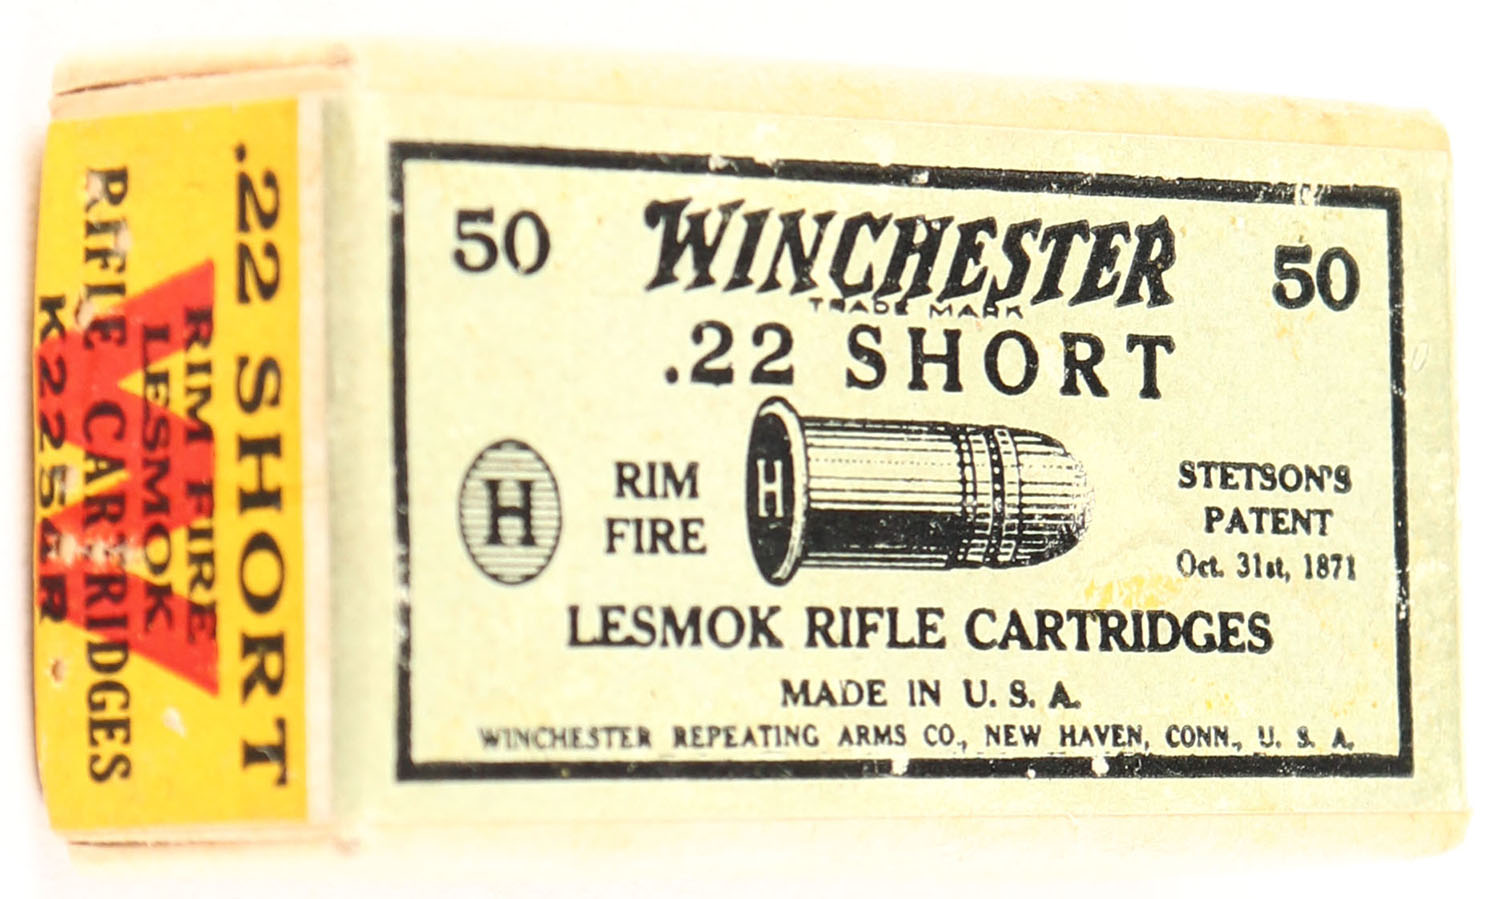 50 WINCHESTER 50
TRADE MARK
.22 SHORT
H
RIM
FIRE
H
STETSON'S
PATENT
Oct. 31st, 1871
LESMOK RIFLE CARTRIDGES
MADE IN U. S. A.
WINCHESTER REPEATING ARMS CO., NEW HAVEN, CONN., U. S. A.
.22 SHORT
RIM FIRE
LESMOK
RIFLE CARTRIDGES
K2254R
W